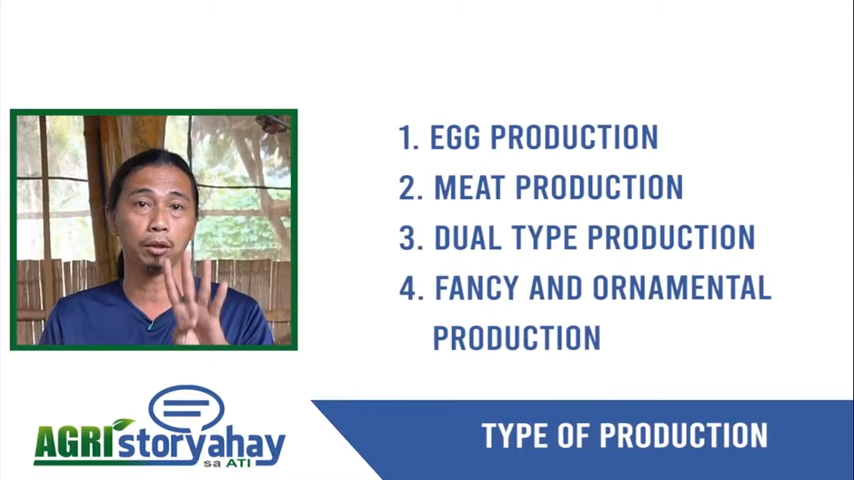 1. EGG PRODUCTION
2. MEAT PRODUCTION
3. DUAL TYPE PRODUCTION
4. FANCY AND ORNAMENTAL
PRODUCTION
AGRIstoryahay
sa ATI
TYPE OF PRODUCTION